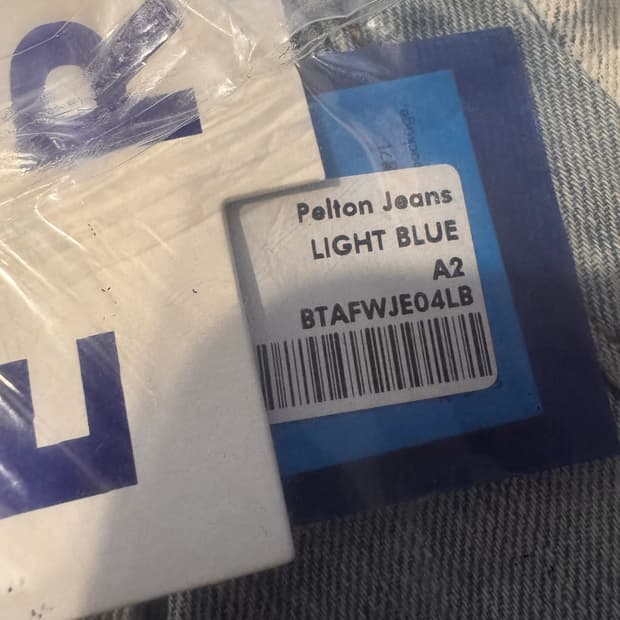 R
E
Pelton Jeans
LIGHT BLUE
A2
BTAFWJE04LB